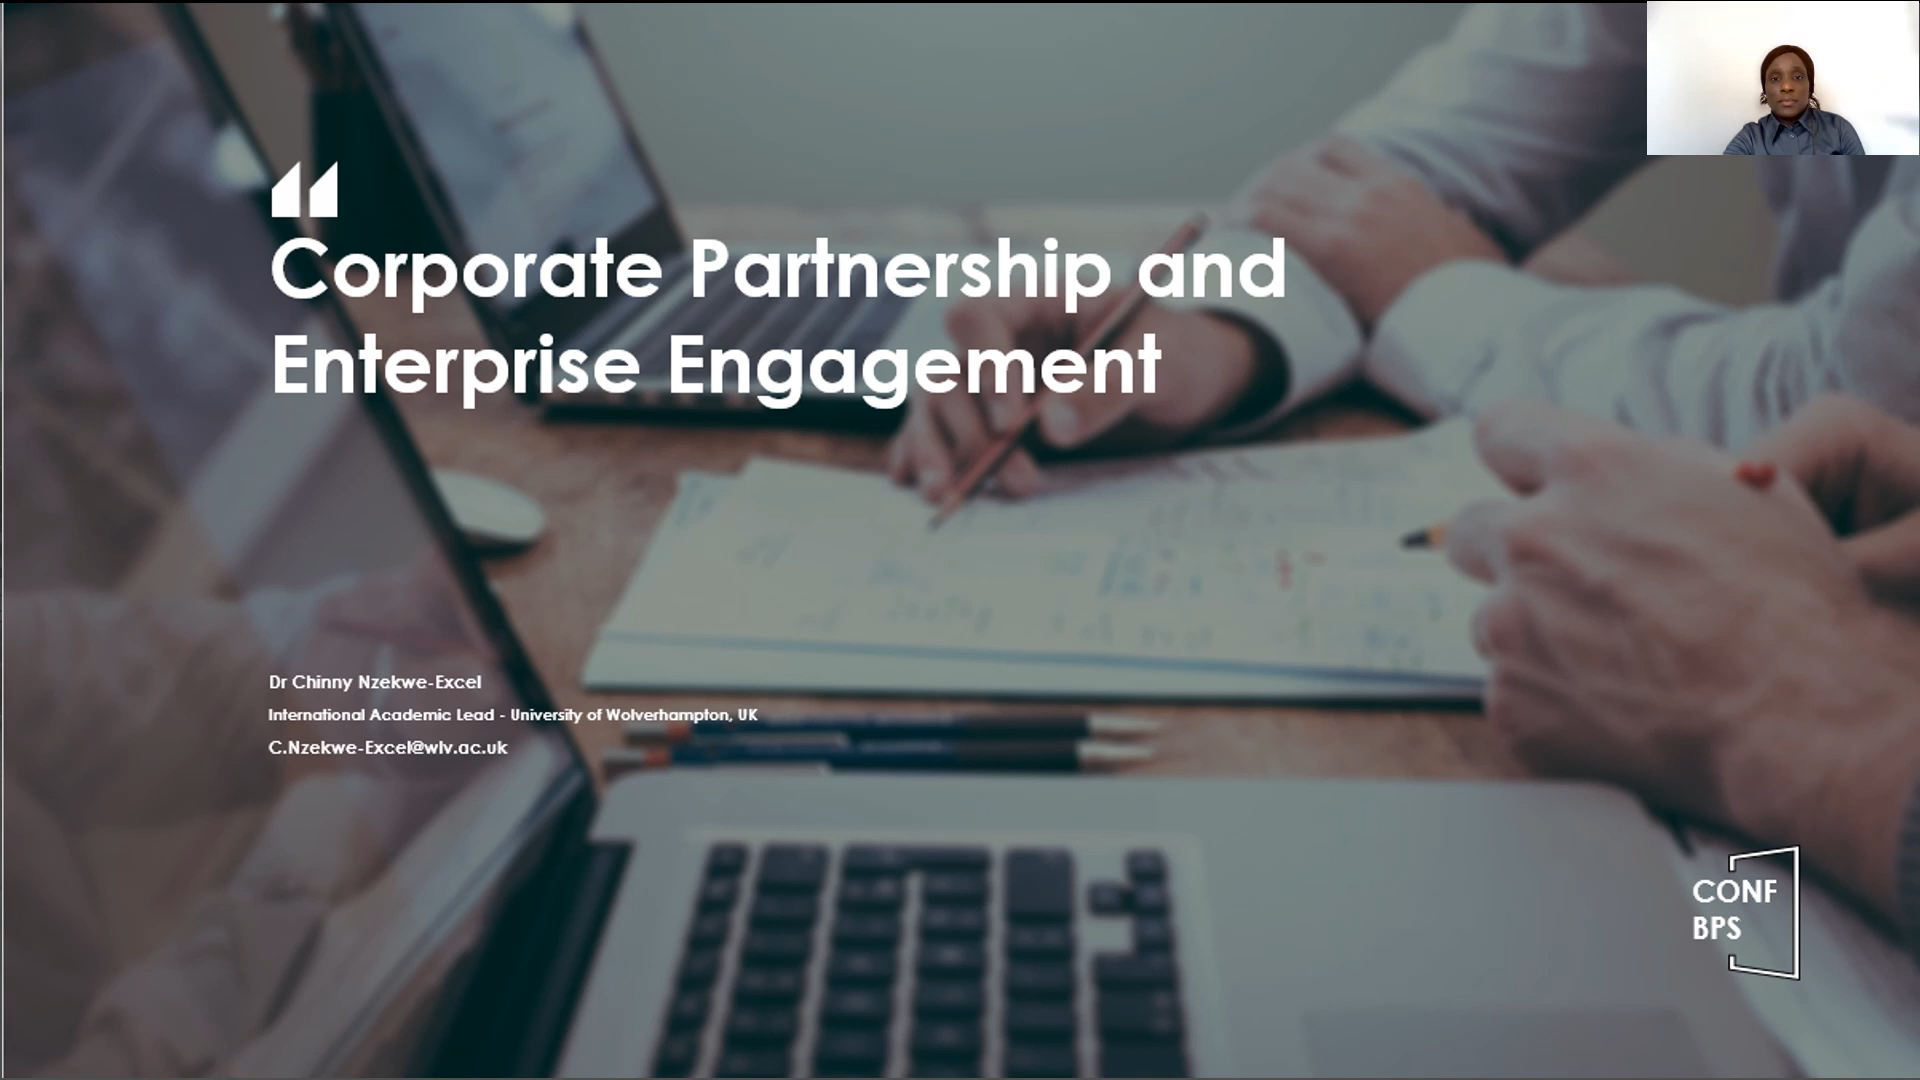 Corporate Partnership and
Enterprise Engagement
Dr Chinny Nzekwe-Excel
International Academic Lead - University of Wolverhampton, UK
C.Nzekwe-Excel@wlv.ac.uk
CONF
BPS